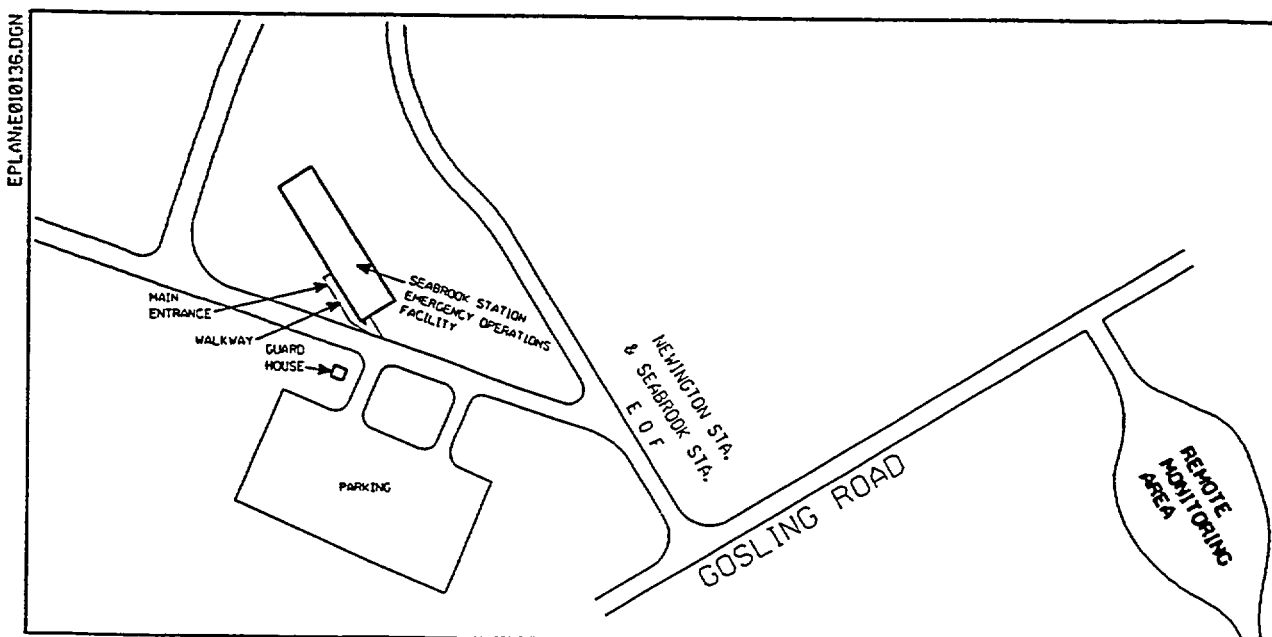 EPLAN:E010136.DGN
MAIN
ENTRANCE
WALKWAY
GUARD
HOUSE
SEABROOK STATION
EMERGENCY OPERATIONS
FACILITY
PARKING
NEWINGTON STA.
& SEABROOK STA.
E O F
GOSLING ROAD
REMOTE
MONITORING
AREA